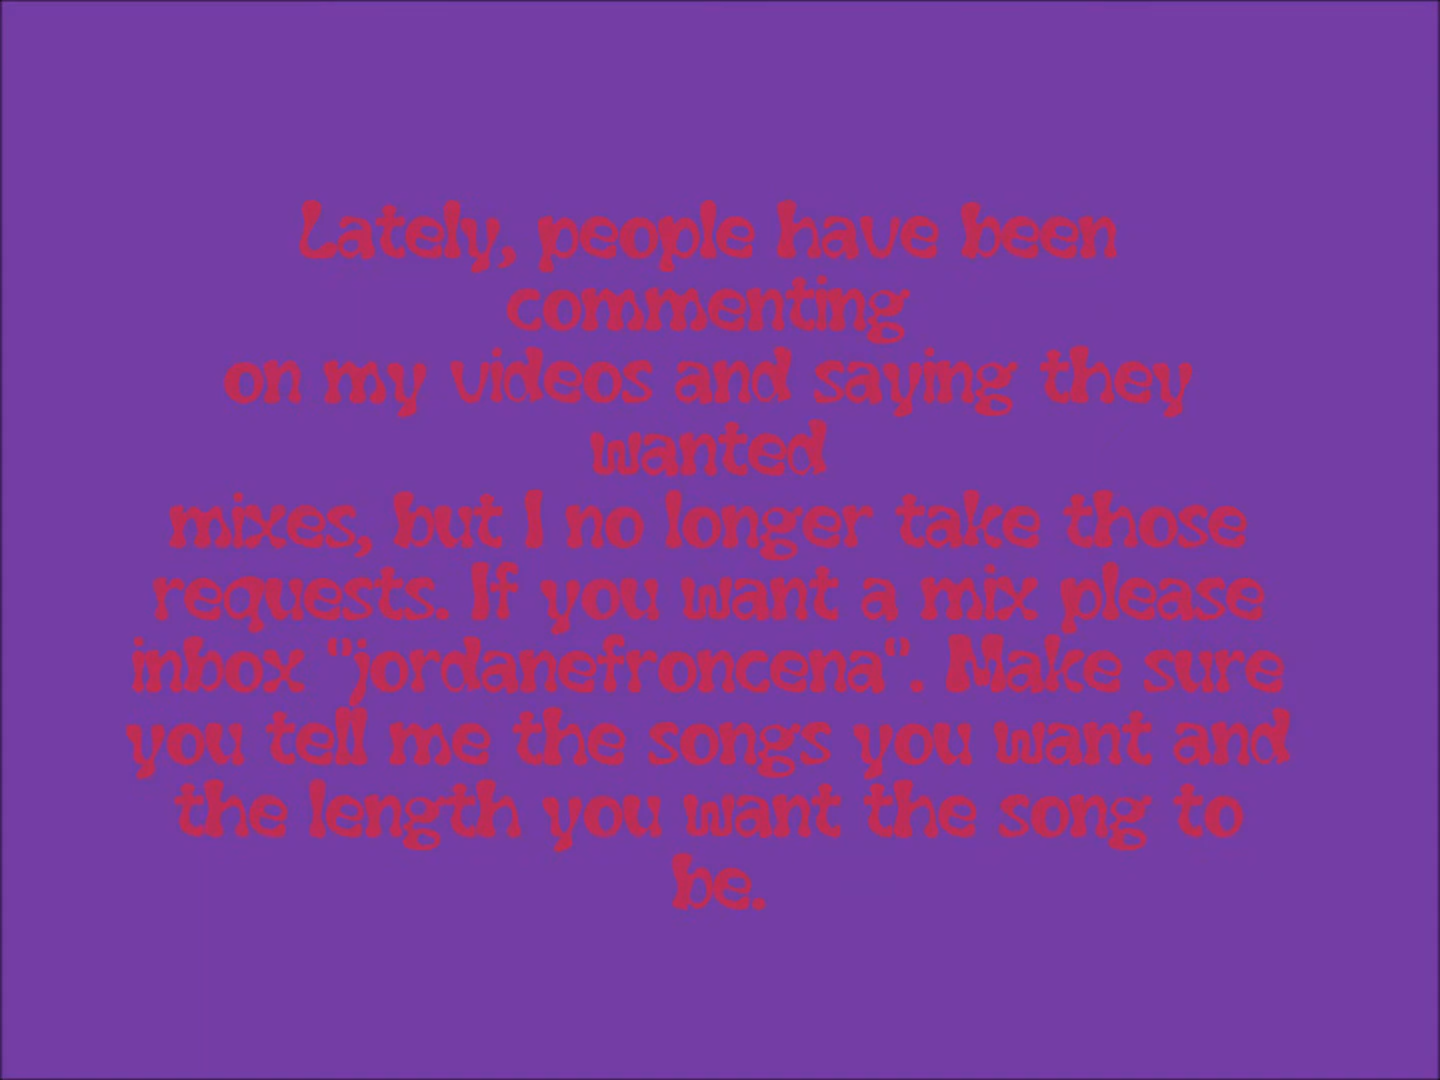 Lately, people have been
commenting
on my videos and saying they
wanted
mixes, but I no longer take those
requests. If you want a mix please
inbox "jordanefroncena". Make sure
you tell me the songs you want and
the length you want the song to
be.